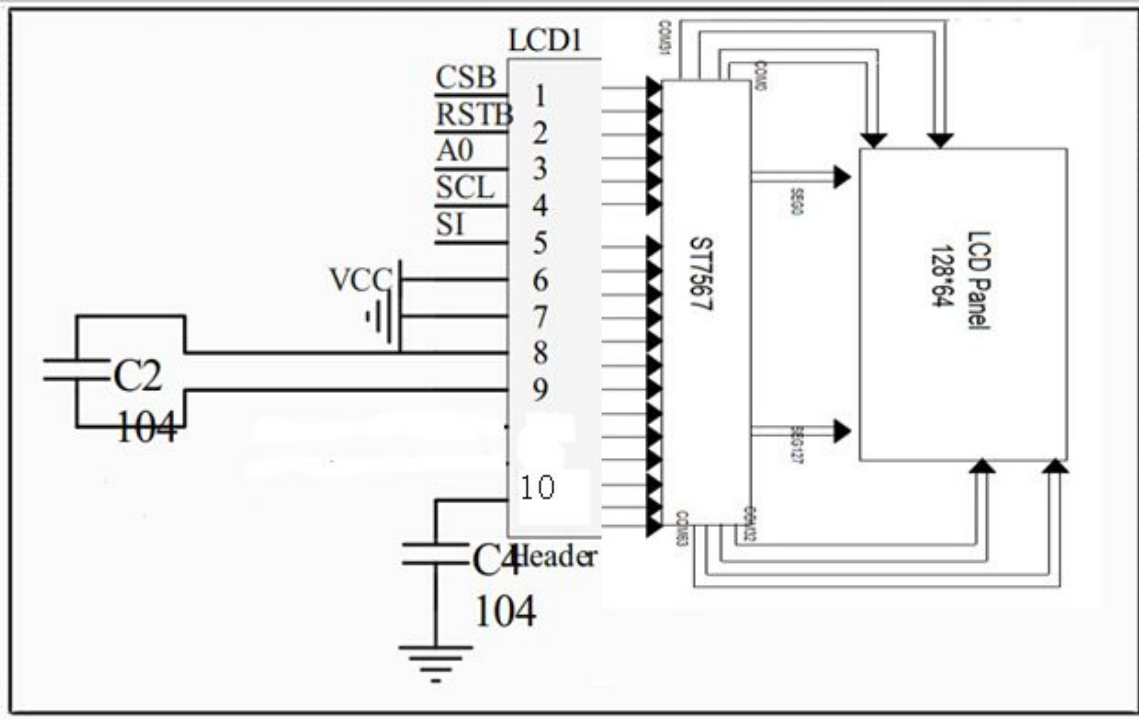 LCD1
CSB
1
RSTB
2
A0
3
SCL
4
SI
5
VCC
6
7
8
9
C2
104
10
C4
Header
104
COM31
COM0
SEG0
ST7567
LCD Panel
128*64
SEG127
COM63
COM32